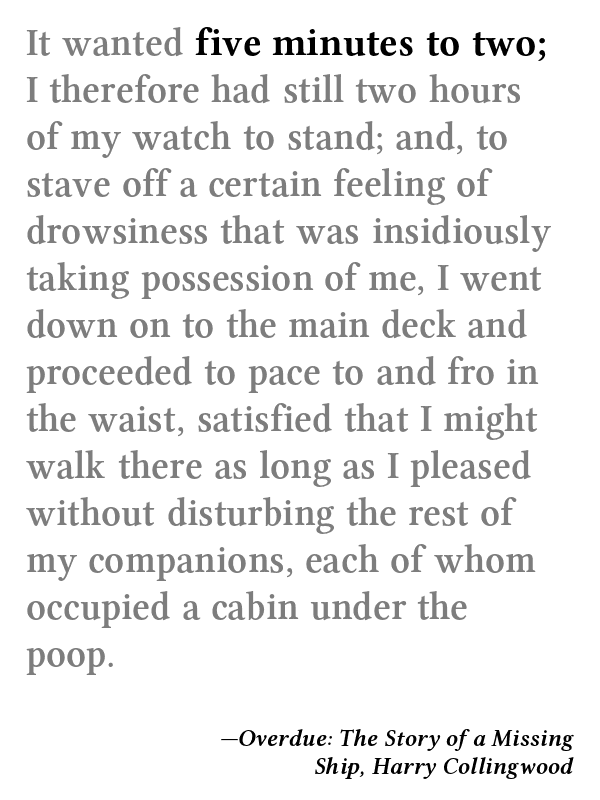 It wanted five minutes to two;
I therefore had still two hours
of my watch to stand; and, to
stave off a certain feeling of
drowsiness that was insidiously
taking possession of me, I went
down on to the main deck and
proceeded to pace to and fro in
the waist, satisfied that I might
walk there as long as I pleased
without disturbing the rest of
my companions, each of whom
occupied a cabin under the
poop.
—Overdue: The Story of a Missing
Ship, Harry Collingwood